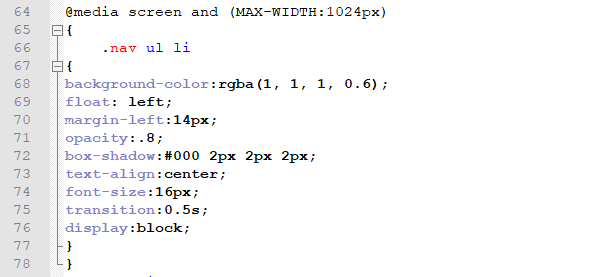 64 @media screen and (MAX-WIDTH:1024px)
65 {
66 .nav ul li
67 {
68 background-color:rgba(1, 1, 1, 0.6);
69 float: left;
70 margin-left:14px;
71 opacity:.8;
72 box-shadow:#000 2px 2px 2px;
73 text-align:center;
74 font-size:16px;
75 transition:0.5s;
76 display:block;
77 }
78 }